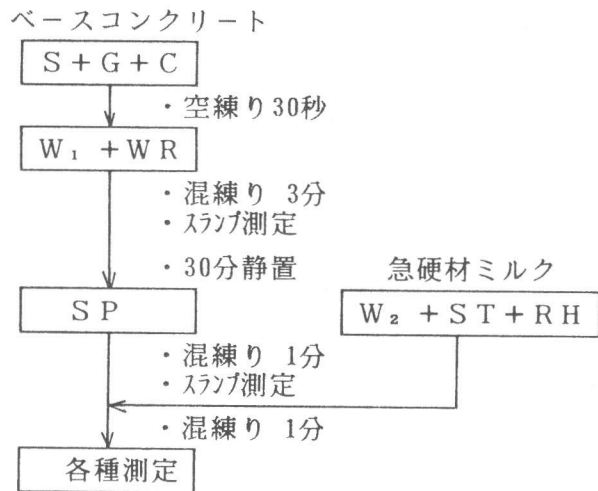 ベースコンクリート
S+G+C
・空練り30秒
W₁ +WR
・混練り 3分
・スランプ測定
・30分静置
急硬材ミルク
SP
W₂ +ST+RH
・混練り 1分
・スランプ測定
・混練り 1分
各種測定